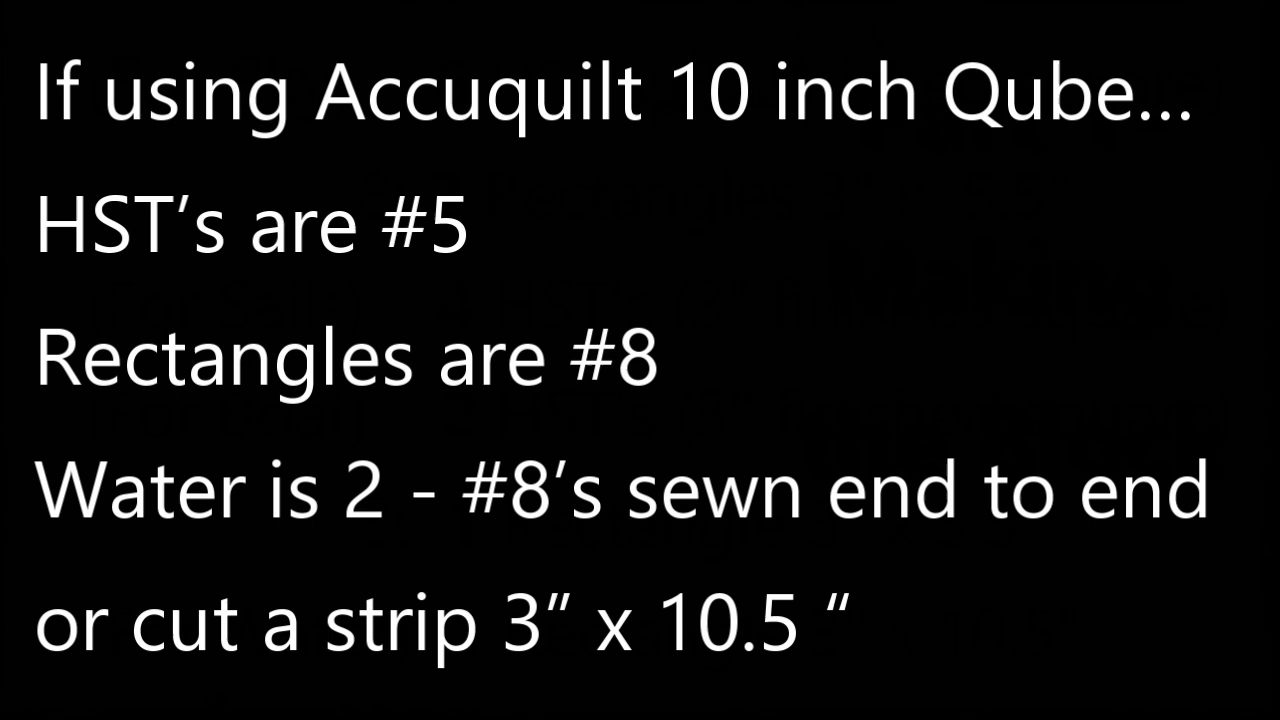 If using Accuquilt 10 inch Qube...
HST’s are #5
Rectangles are #8
Water is 2 - #8’s sewn end to end
or cut a strip 3” x 10.5 “